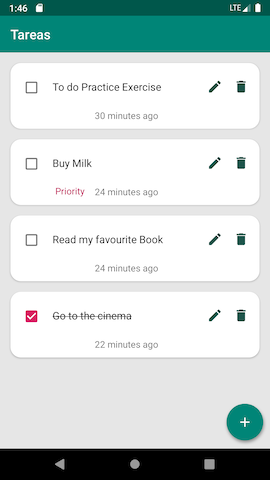 1:46
LTE
Tareas
To do Practice Exercise
30 minutes ago
Buy Milk
Priority 24 minutes ago
Read my favourite Book
24 minutes ago
Go to the cinema
22 minutes ago